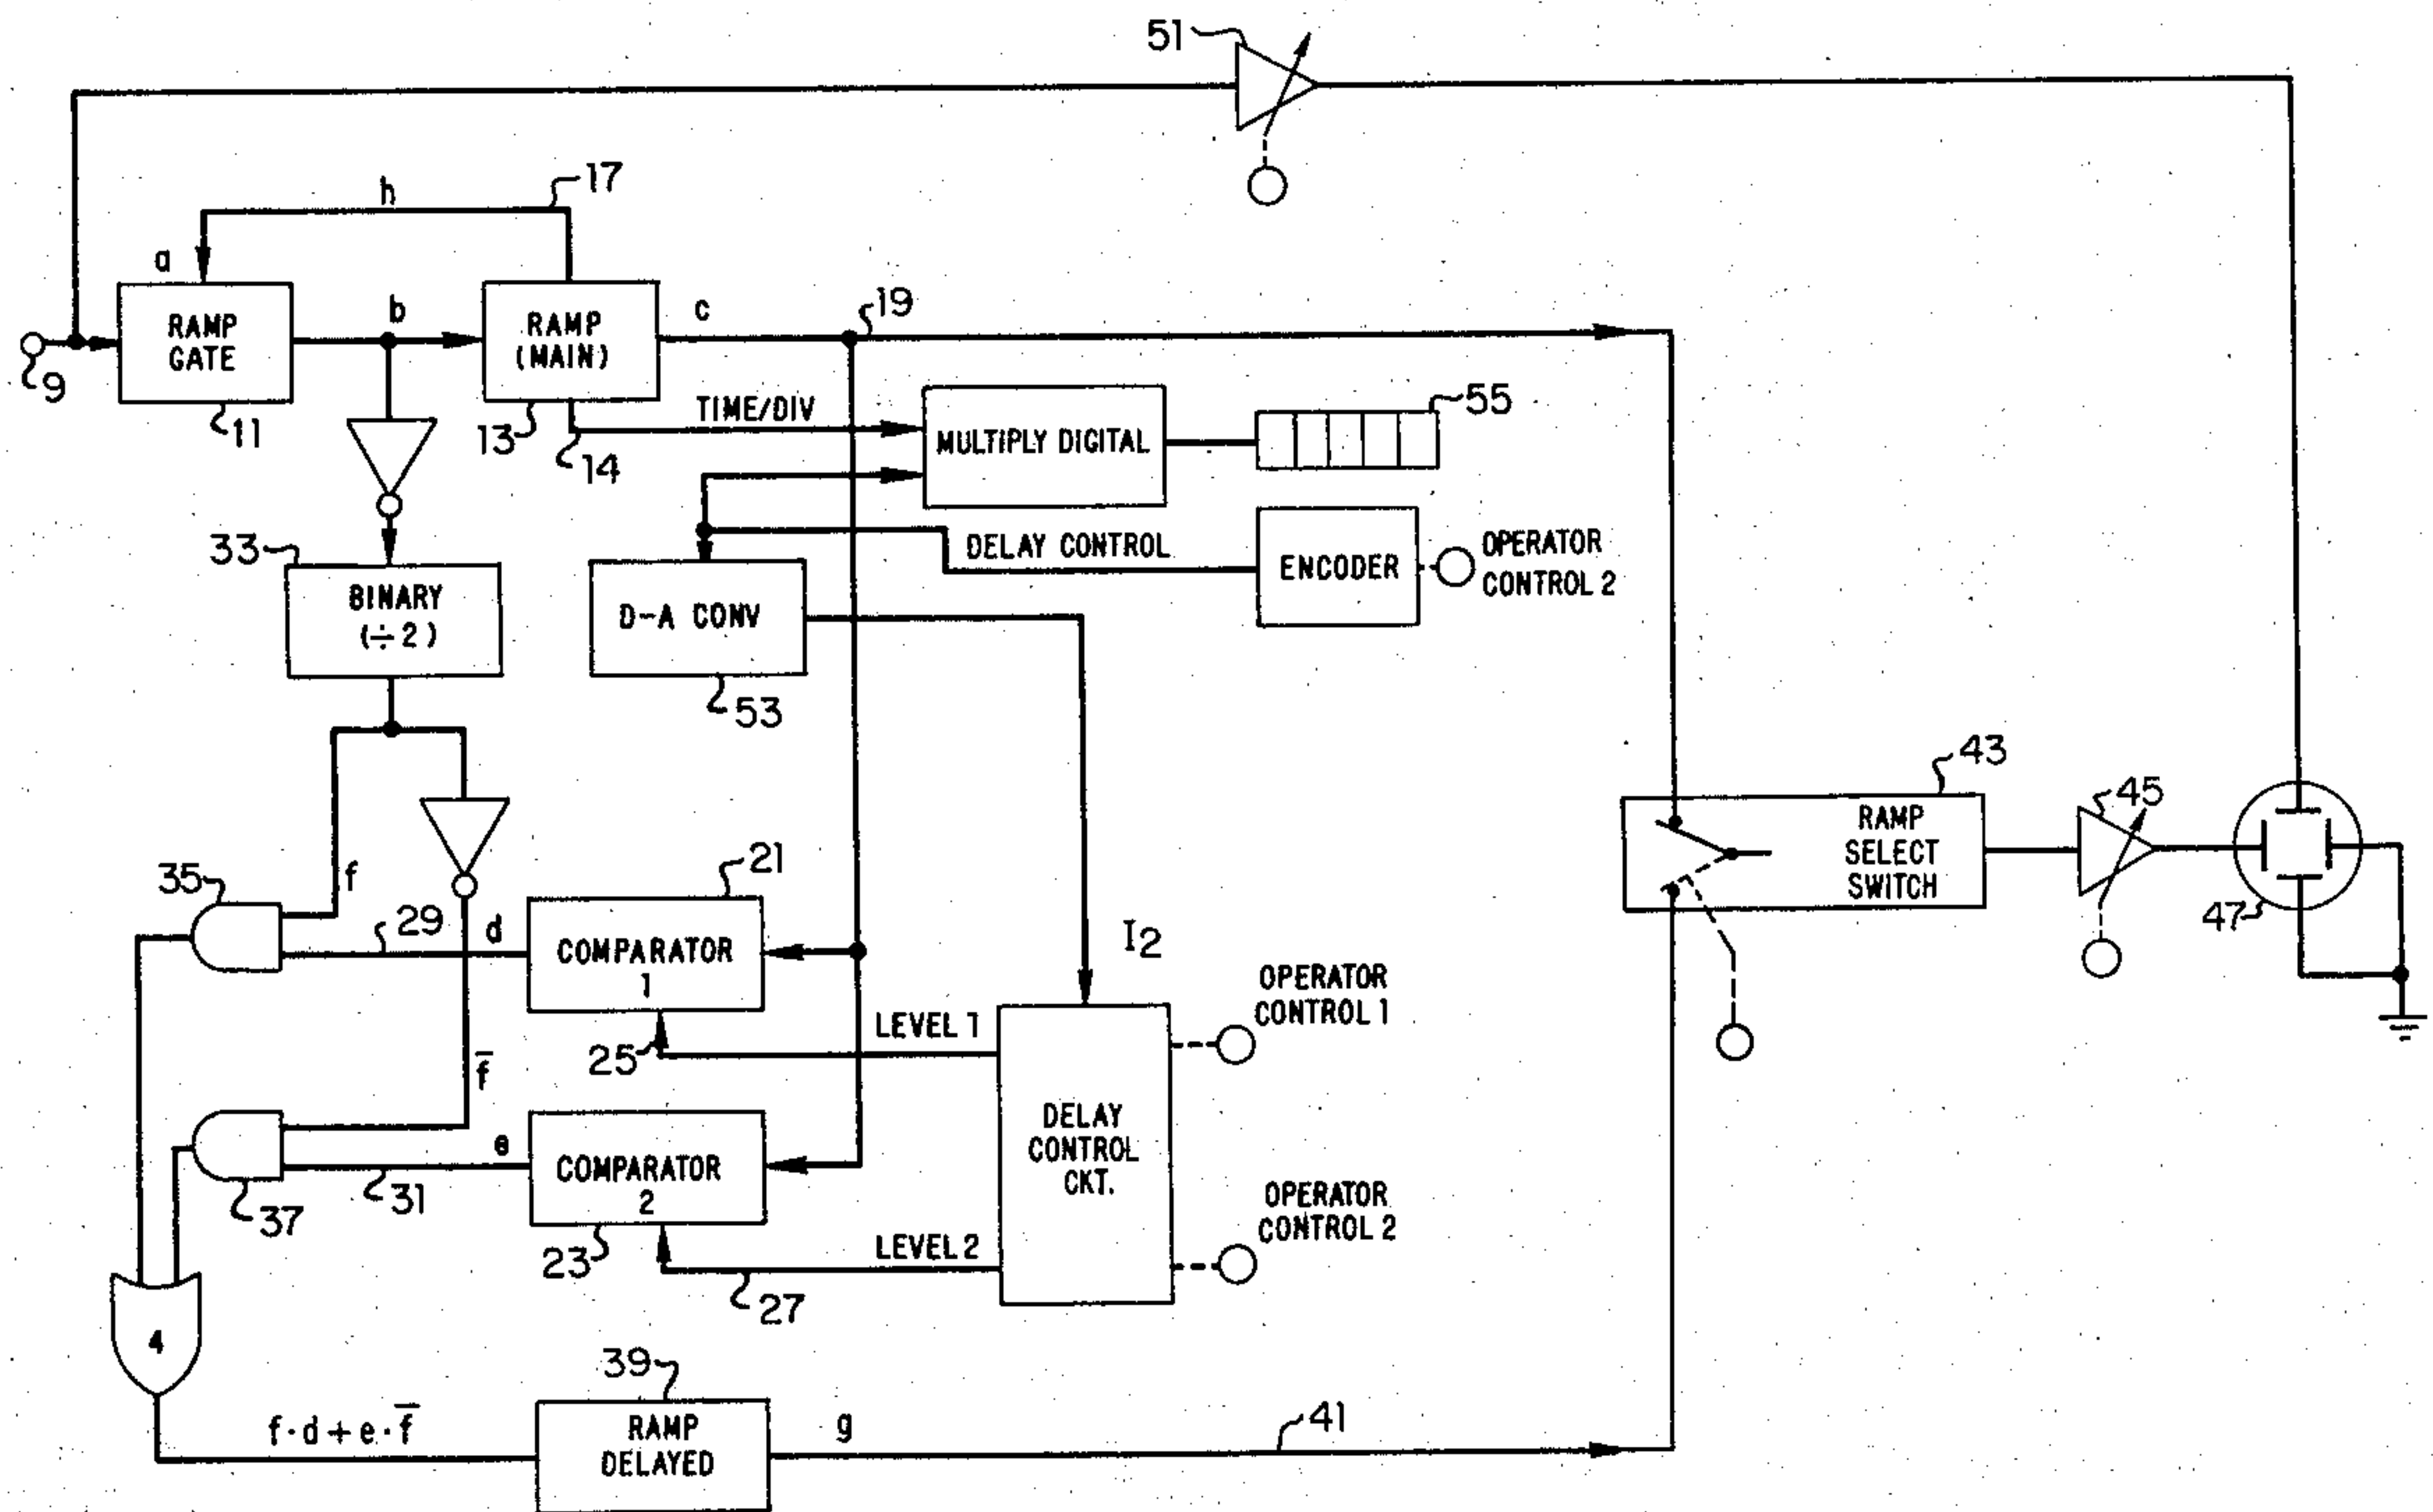 51
h
17
a
b
c
19
RAMP
GATE
RAMP
(MAIN)
9
11
13
14
TIME/DIV
MULTIPLY DIGITAL
55
33
DELAY CONTROL
ENCODER
OPERATOR
CONTROL 2
BINARY
(÷2)
D-A CONV
53
43
RAMP
SELECT
SWITCH
45
47
35
f
29
d
21
COMPARATOR
1
I2
OPERATOR
CONTROL 1
25
LEVEL 1
f̅
DELAY
CONTROL
CKT.
e
COMPARATOR
2
37
31
23
LEVEL 2
27
OPERATOR
CONTROL 2
4
39
f·d+e·f̅
RAMP
DELAYED
g
41